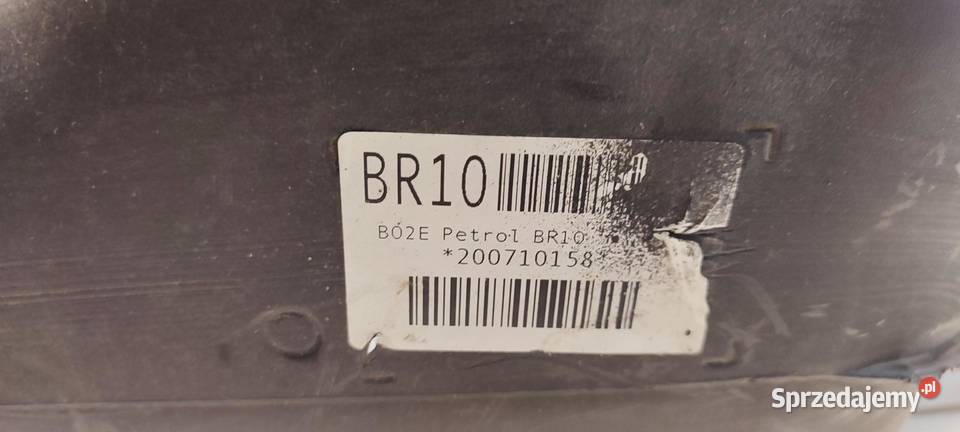 BR10
B02E Petrol BR10
*200710158
Sprzedajemy.pl